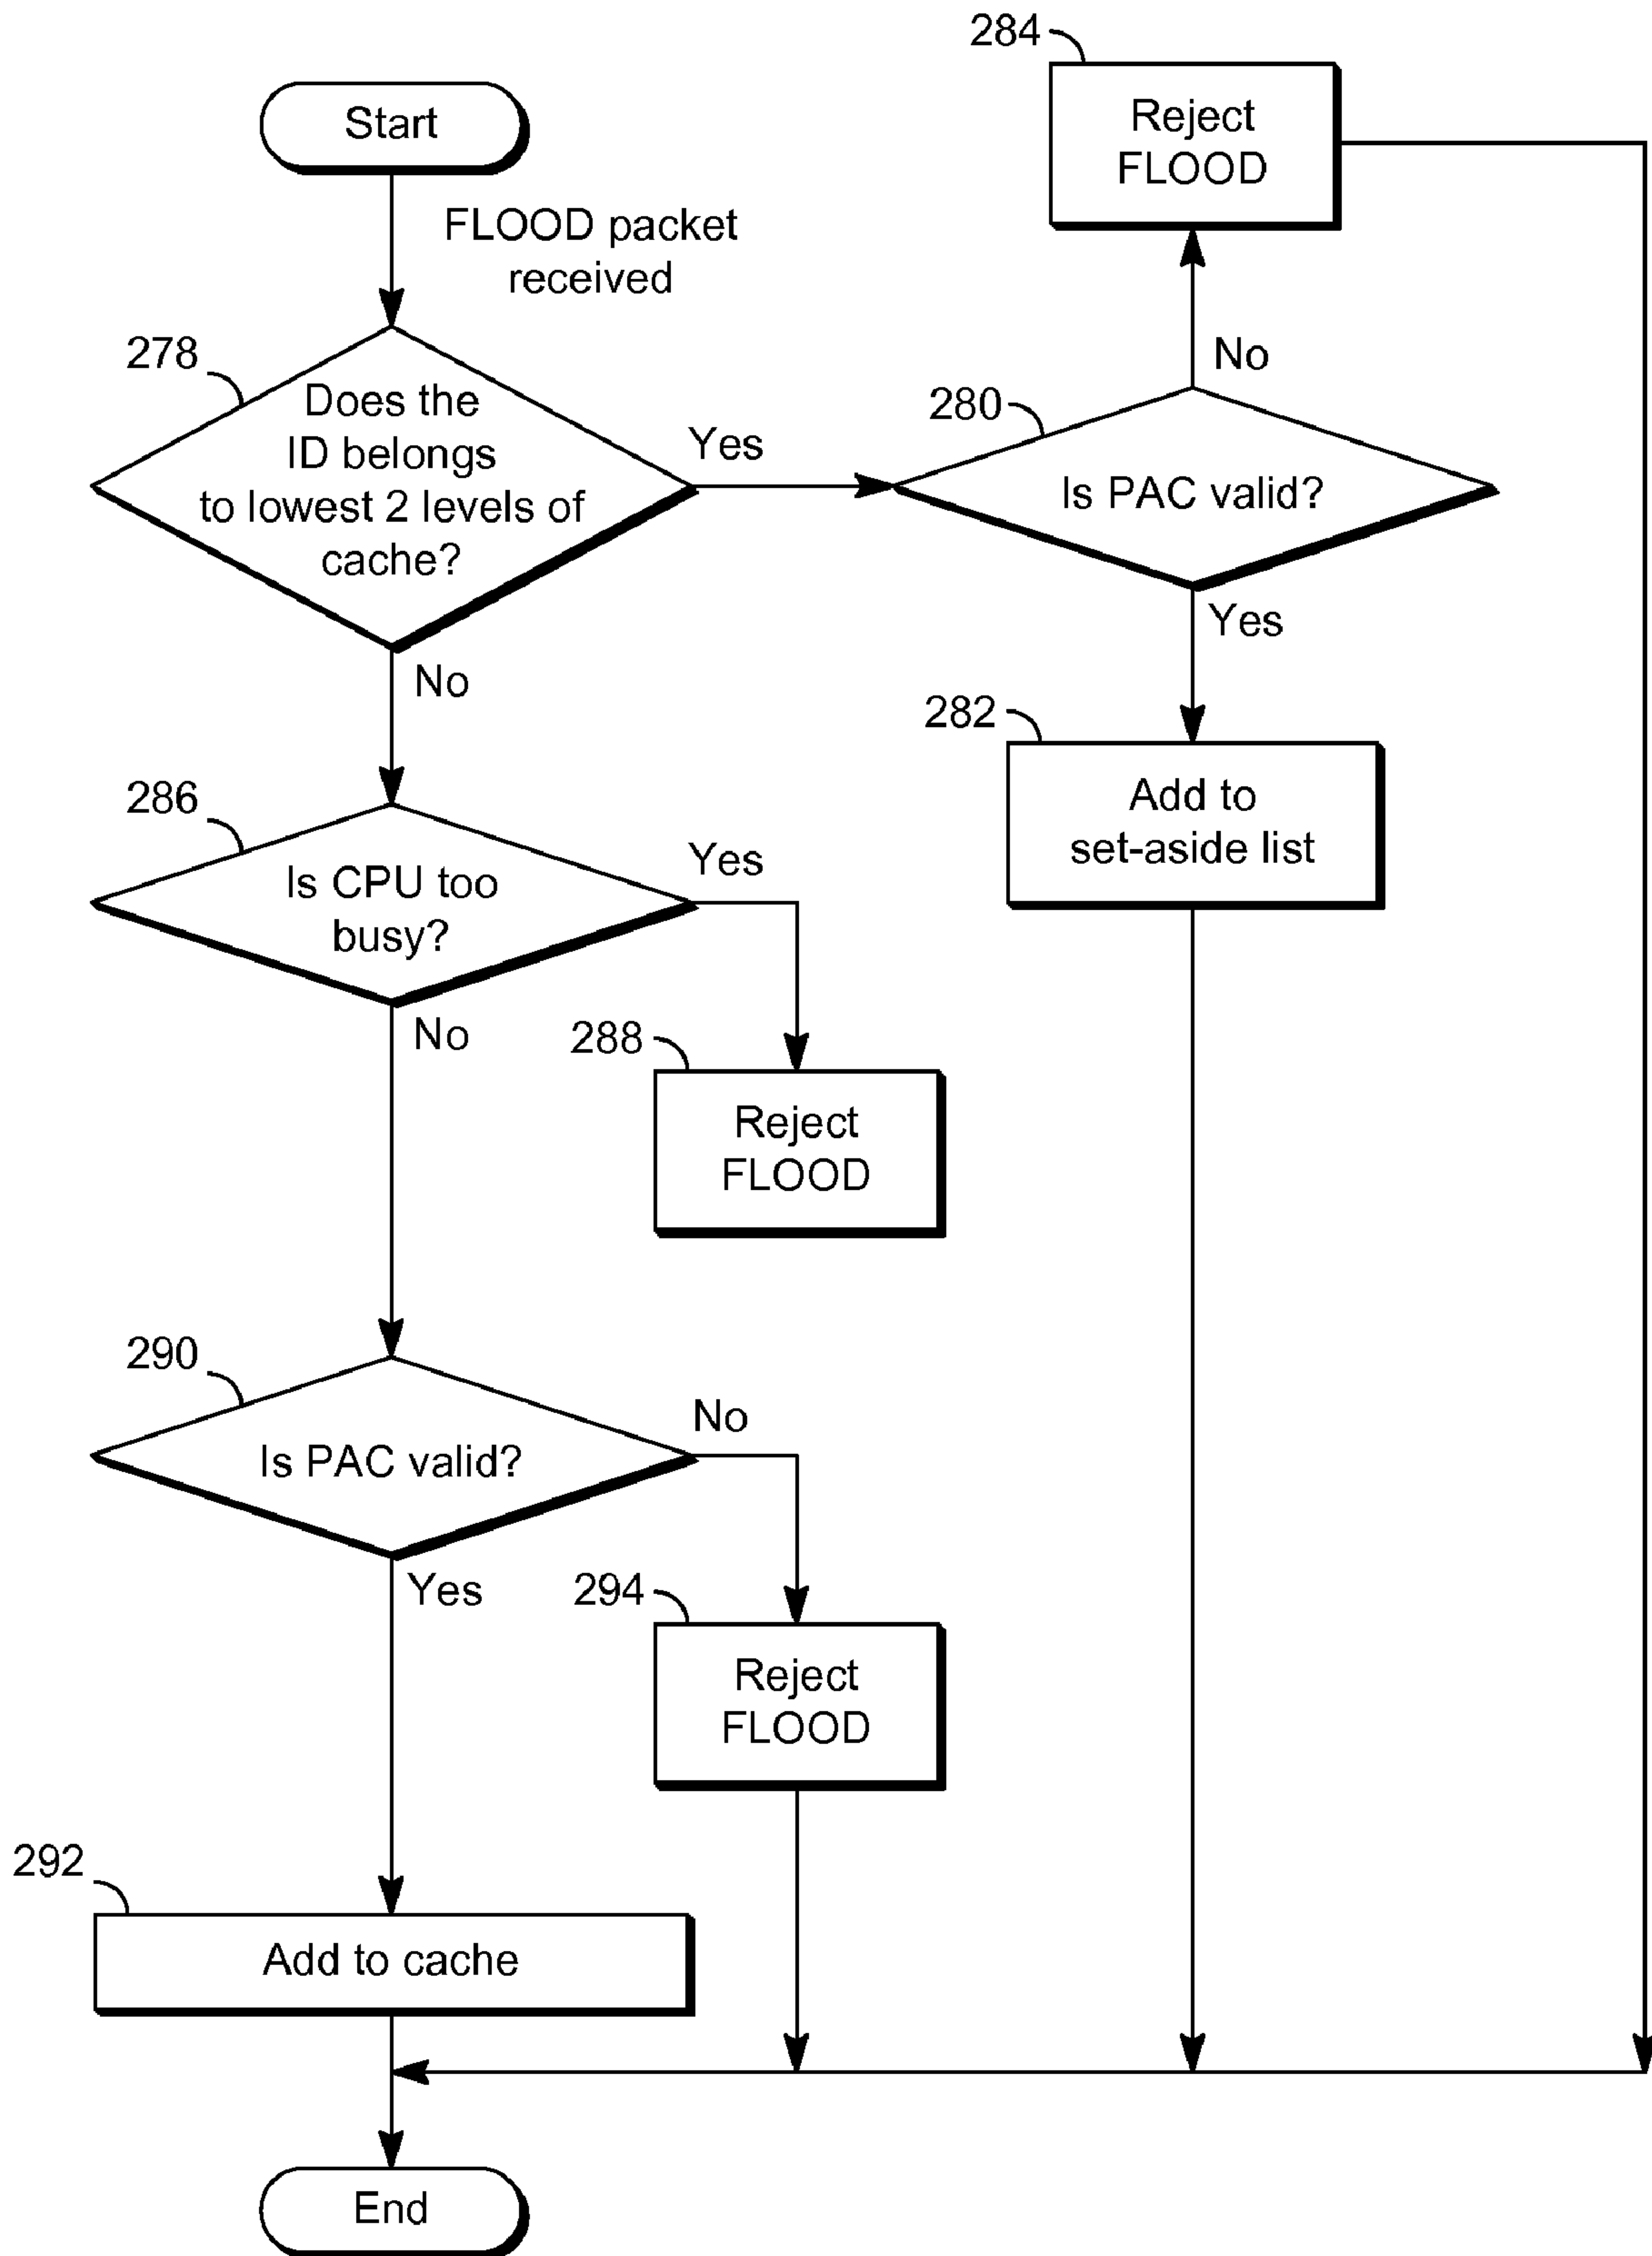 284
Reject
FLOOD
Start
FLOOD packet
received
278
Does the
ID belongs
to lowest 2 levels of
cache?
Yes
No
280
Is PAC valid?
No
Yes
282
Add to
set-aside list
286
Is CPU too
busy?
Yes
No
288
Reject
FLOOD
290
Is PAC valid?
No
Yes
294
Reject
FLOOD
292
Add to cache
End